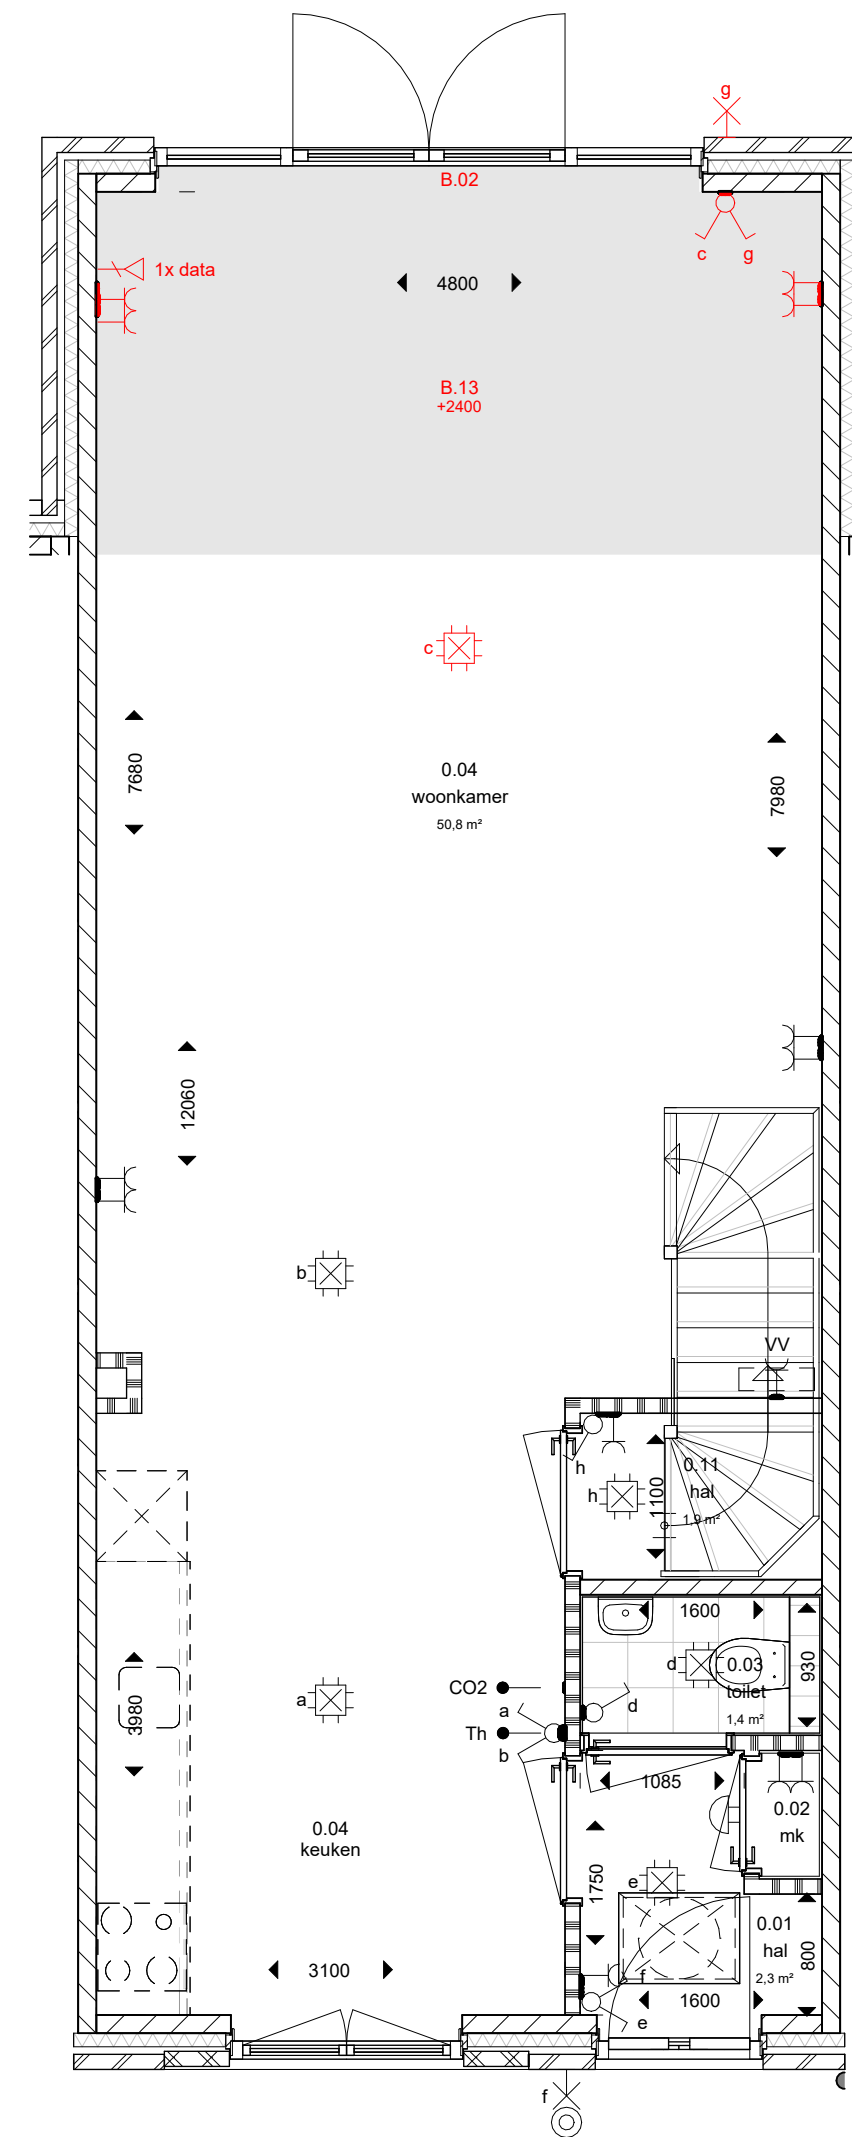 g
B.02
c g
1x data
4800
B.13
+2400
c
7680
0.04
woonkamer
50,8 m²
7980
12060
b
VV
h
h
1100
0.11
hal
1,9 m²
1600
930
d
0.03
toilet
1,4 m²
CO2
a
d
a
Th
b
3980
1085
0.02
mk
0.04
keuken
1750
e
0.01
hal
2,3 m²
800
3100
f
1600
e
f